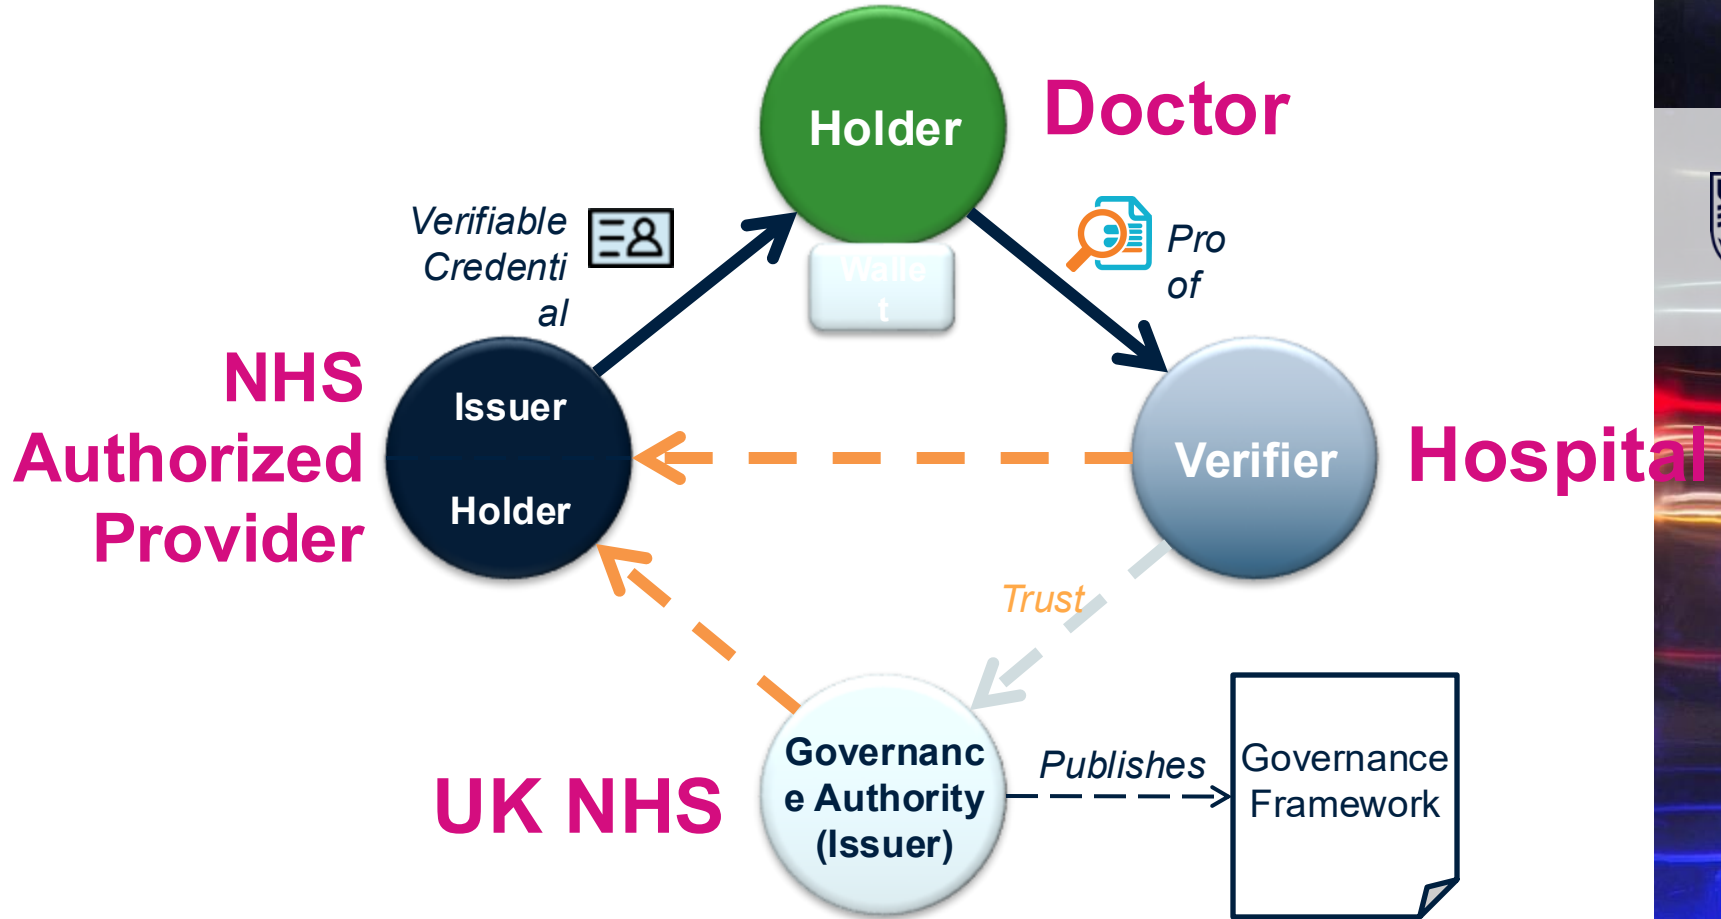 Holder
Doctor
Verifiable
Credenti
al
Pro
of
Walle
t
NHS
Authorized
Provider
Issuer
Holder
Verifier
Hospital
Trust
UK NHS
Governanc
e Authority
(Issuer)
Publishes
Governance
Framework